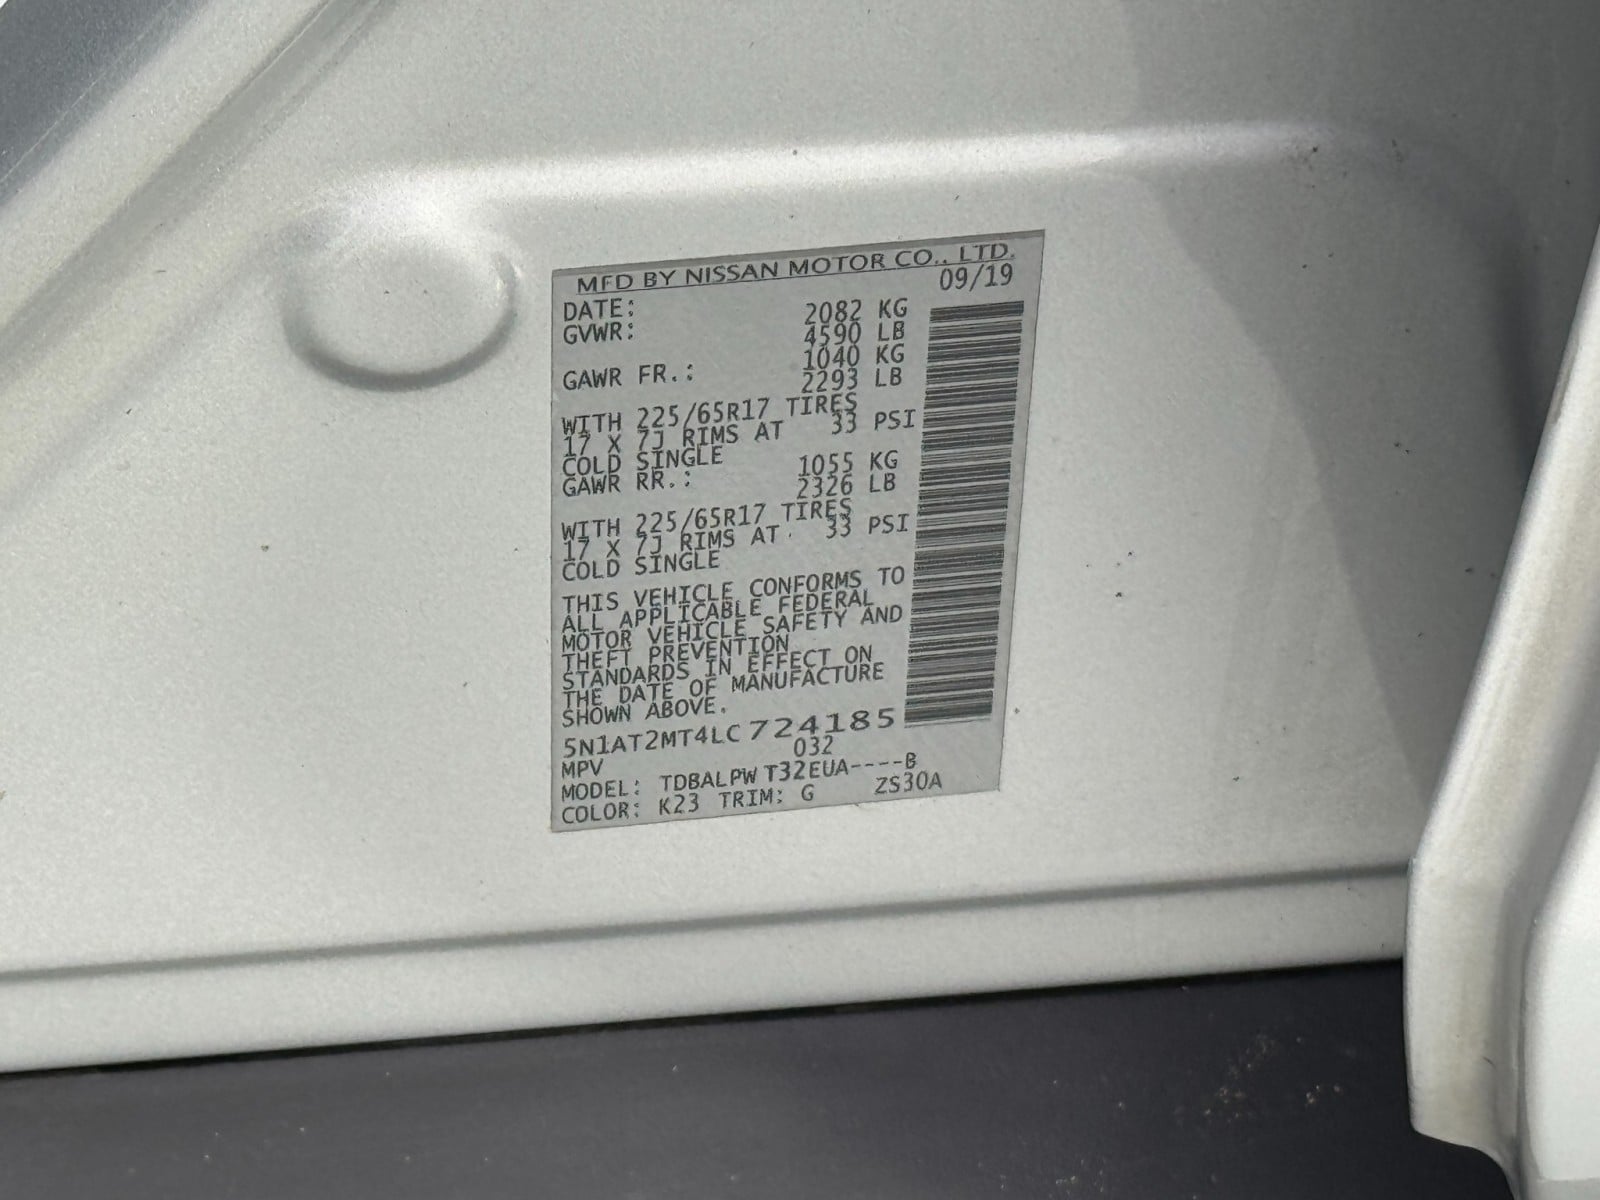 MFD BY NISSAN MOTOR CO., LTD.
DATE: 09/19
GVWR: 2082 KG
4590 LB
GAWR FR.: 1040 KG
2293 LB
WITH 225/65R17 TIRES
17 X 7J RIMS AT 33 PSI
COLD SINGLE
GAWR RR.: 1055 KG
2326 LB
WITH 225/65R17 TIRES
17 X 7J RIMS AT 33 PSI
COLD SINGLE
THIS VEHICLE CONFORMS TO
ALL APPLICABLE FEDERAL
MOTOR VEHICLE SAFETY AND
THEFT PREVENTION
STANDARDS IN EFFECT ON
THE DATE OF MANUFACTURE
SHOWN ABOVE.
5N1AT2MT4LC724185
MPV 032
MODEL: TDBALPW T32EUA----B
COLOR: K23 TRIM: G ZS30A